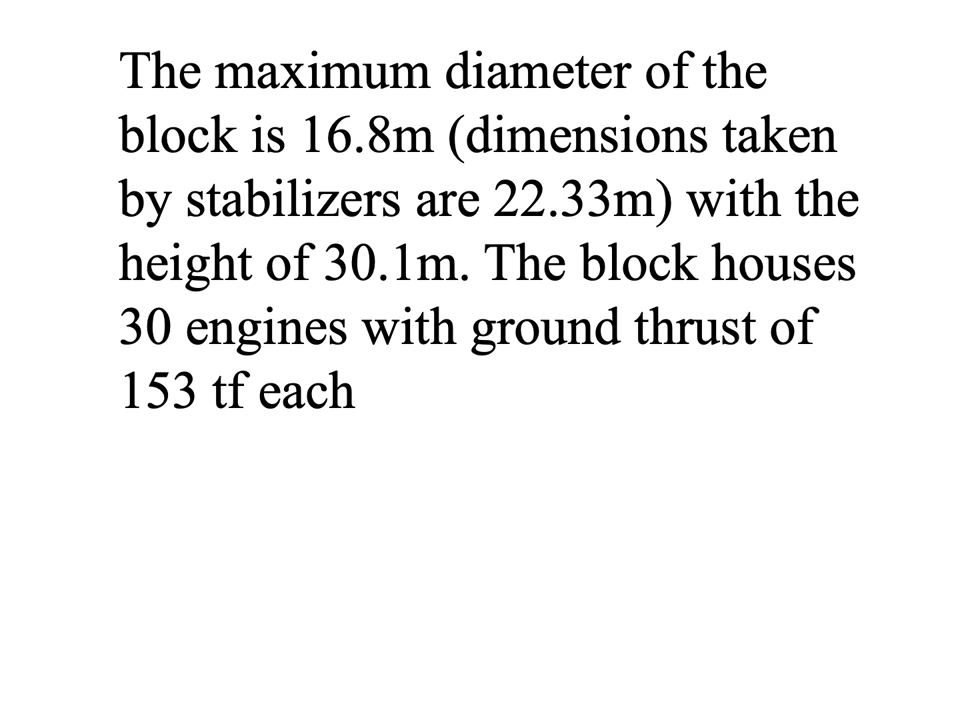 The maximum diameter of the
block is 16.8m (dimensions taken
by stabilizers are 22.33m) with the
height of 30.1m. The block houses
30 engines with ground thrust of
153 tf each